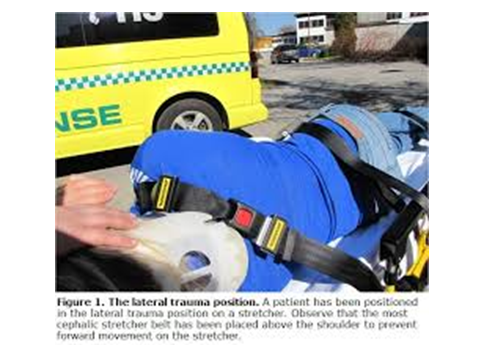 NSE
Figure 1. The lateral trauma position. A patient has been positioned
in the lateral trauma position on a stretcher. Observe that the most
cephalic stretcher belt has been placed above the shoulder to prevent
forward movement on the stretcher.